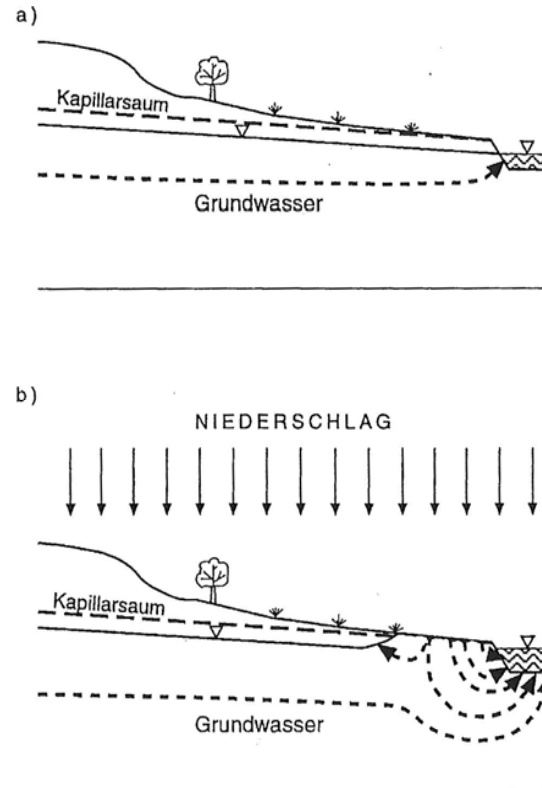 a)
Kapillarsaum
Grundwasser
b)
NIEDERSCHLAG
Kapillarsaum
Grundwasser